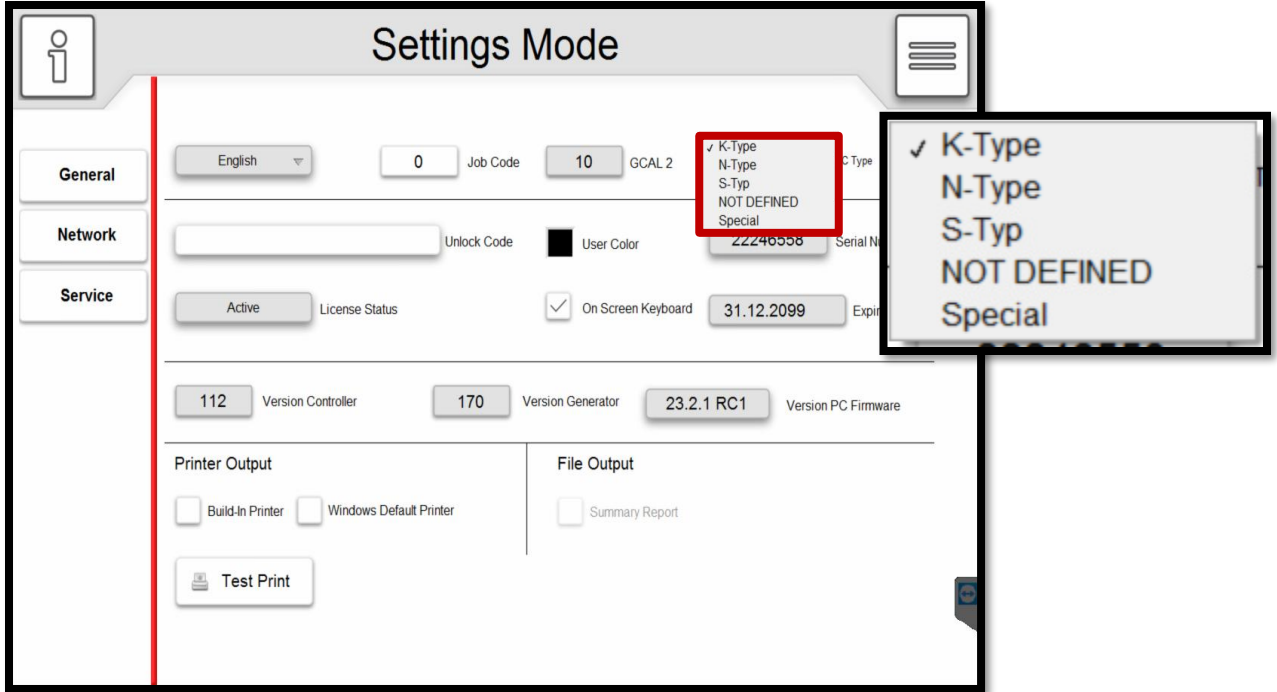 Settings Mode
General
Network
Service
English
0 Job Code
10 GCAL 2
✓ K-Type
N-Type
S-Typ
NOT DEFINED
Special
C Type
Unlock Code
User Color
22246558 Serial Nu
Active License Status
✓ On Screen Keyboard
31.12.2099 Expir
112 Version Controller
170 Version Generator
23.2.1 RC1 Version PC Firmware
Printer Output
File Output
Build-In Printer
Windows Default Printer
Summary Report
Test Print
✓ K-Type
N-Type
S-Typ
NOT DEFINED
Special